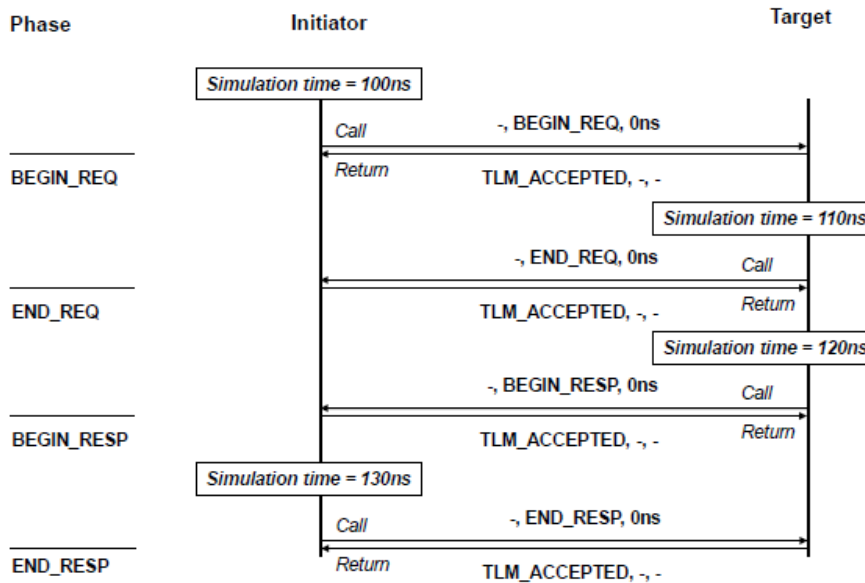 Phase Initiator Target
Simulation time = 100ns
Call -, BEGIN_REQ, 0ns
BEGIN_REQ Return TLM_ACCEPTED, -, -
Simulation time = 110ns
-, END_REQ, 0ns Call
END_REQ TLM_ACCEPTED, -, - Return
Simulation time = 120ns
-, BEGIN_RESP, 0ns Call
BEGIN_RESP TLM_ACCEPTED, -, - Return
Simulation time = 130ns
Call -, END_RESP, 0ns
END_RESP Return TLM_ACCEPTED, -, -